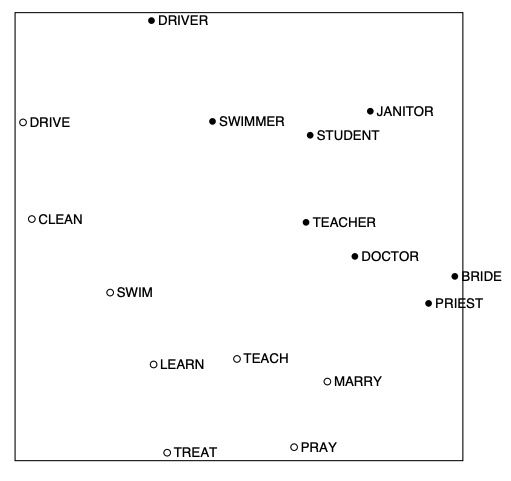 DRIVER
JANITOR
DRIVE
SWIMMER
STUDENT
CLEAN
TEACHER
DOCTOR
BRIDE
SWIM
PRIEST
TEACH
LEARN
MARRY
PRAY
TREAT